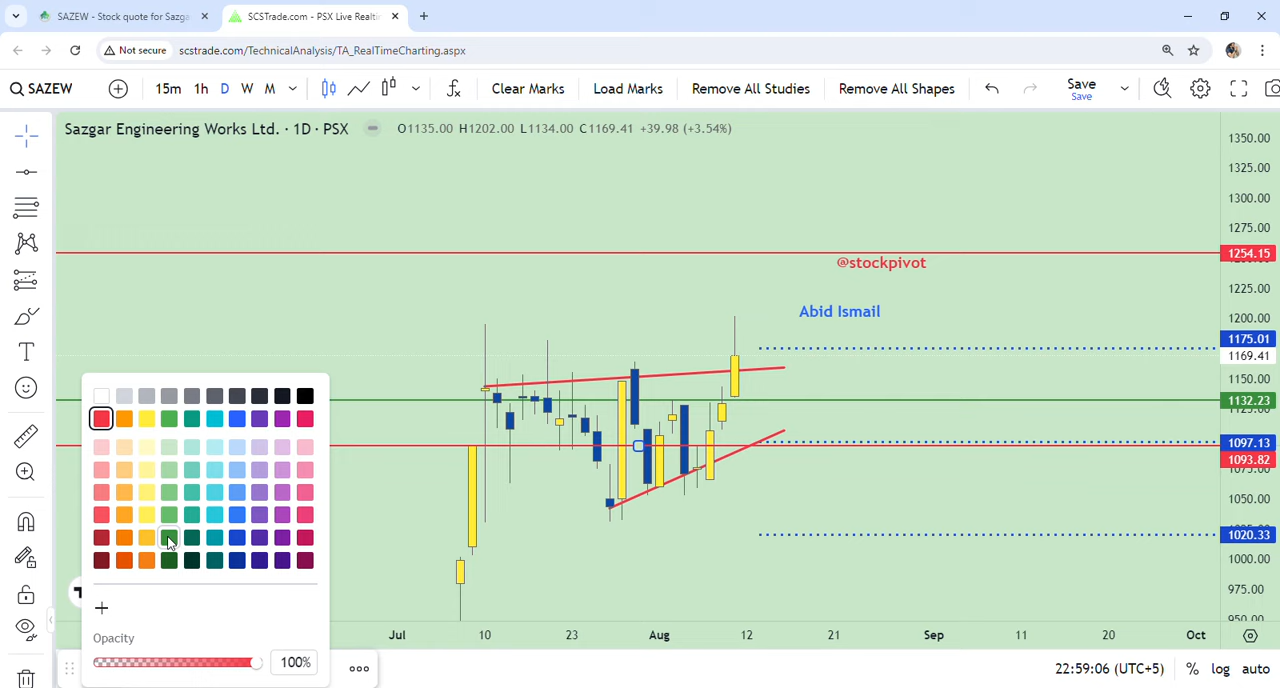 SAZEW - Stock quote for Sazga
SCSTrade.com - PSX Live Realtir
Not secure
scstrade.com/TechnicalAnalysis/TA_RealTimeCharting.aspx
SAZEW
15m 1h D W M
Clear Marks
Load Marks
Remove All Studies
Remove All Shapes
Save
Save
Sazgar Engineering Works Ltd. · 1D · PSX
O1135.00 H1202.00 L1134.00 C1169.41 +39.98 (+3.54%)
1350.00
1325.00
1300.00
1275.00
1254.15
@stockpivot
1225.00
Abid Ismail
1200.00
1175.01
1169.41
1150.00
1132.23
1097.13
1093.82
1050.00
1020.33
1000.00
975.00
950.00
Opacity
100%
Jul 10 23 Aug 12 21 Sep 11 20 Oct
22:59:06 (UTC+5) % log auto